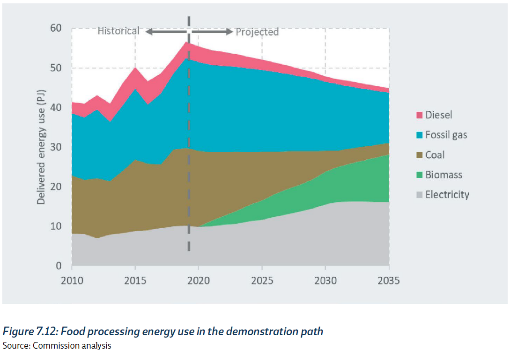 Historical
Projected
Delivered energy use (PJ)
60
50
40
30
20
10
0
2010
2015
2020
2025
2030
2035
Diesel
Fossil gas
Coal
Biomass
Electricity
Figure 7.12: Food processing energy use in the demonstration path
Source: Commission analysis